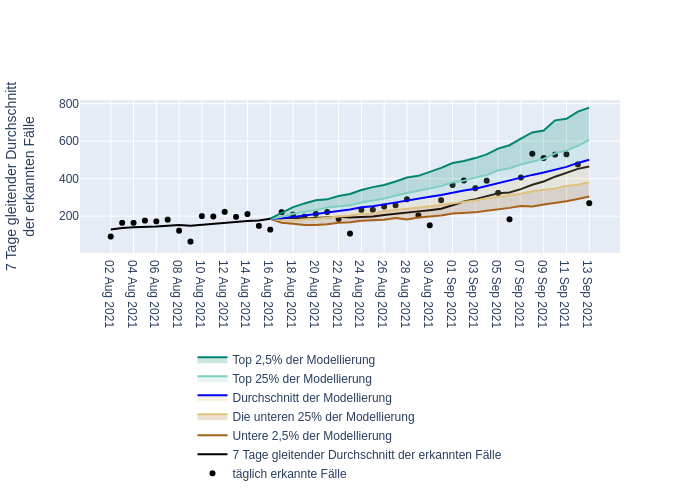 7 Tage gleitender Durchschnitt
der erkannten Fälle
800
600
400
200
02 Aug 2021
04 Aug 2021
06 Aug 2021
08 Aug 2021
10 Aug 2021
12 Aug 2021
14 Aug 2021
16 Aug 2021
18 Aug 2021
20 Aug 2021
22 Aug 2021
24 Aug 2021
26 Aug 2021
28 Aug 2021
30 Aug 2021
01 Sep 2021
03 Sep 2021
05 Sep 2021
07 Sep 2021
09 Sep 2021
11 Sep 2021
13 Sep 2021
Top 2,5% der Modellierung
Top 25% der Modellierung
Durchschnitt der Modellierung
Die unteren 25% der Modellierung
Untere 2,5% der Modellierung
7 Tage gleitender Durchschnitt der erkannten Fälle
täglich erkannte Fälle